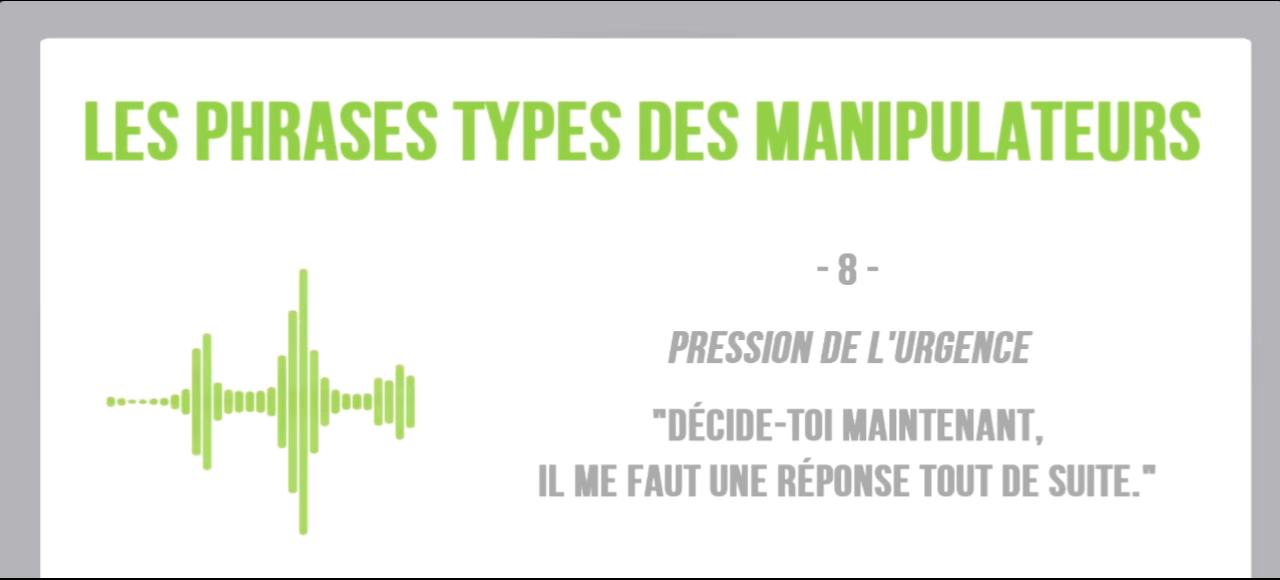 LES PHRASES TYPES DES MANIPULATEURS
- 8 -
PRESSION DE L'URGENCE
"DÉCIDE-TOI MAINTENANT,
IL ME FAUT UNE RÉPONSE TOUT DE SUITE."